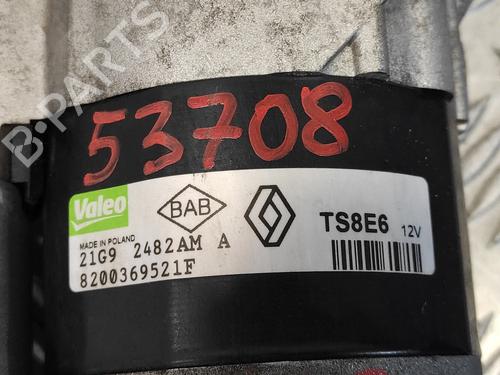 B-PARTS
53708
Valeo
BAB
TS8E6 12V
MADE IN POLAND
21G9 2482AM A
8200369521F